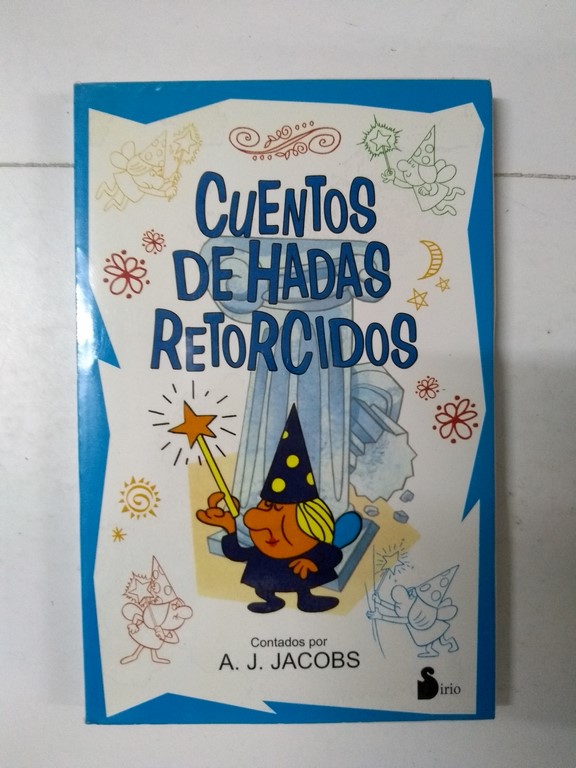 CUENTOS
DE HADAS
RETORCIDOS
Contados por
A. J. JACOBS
Sirio